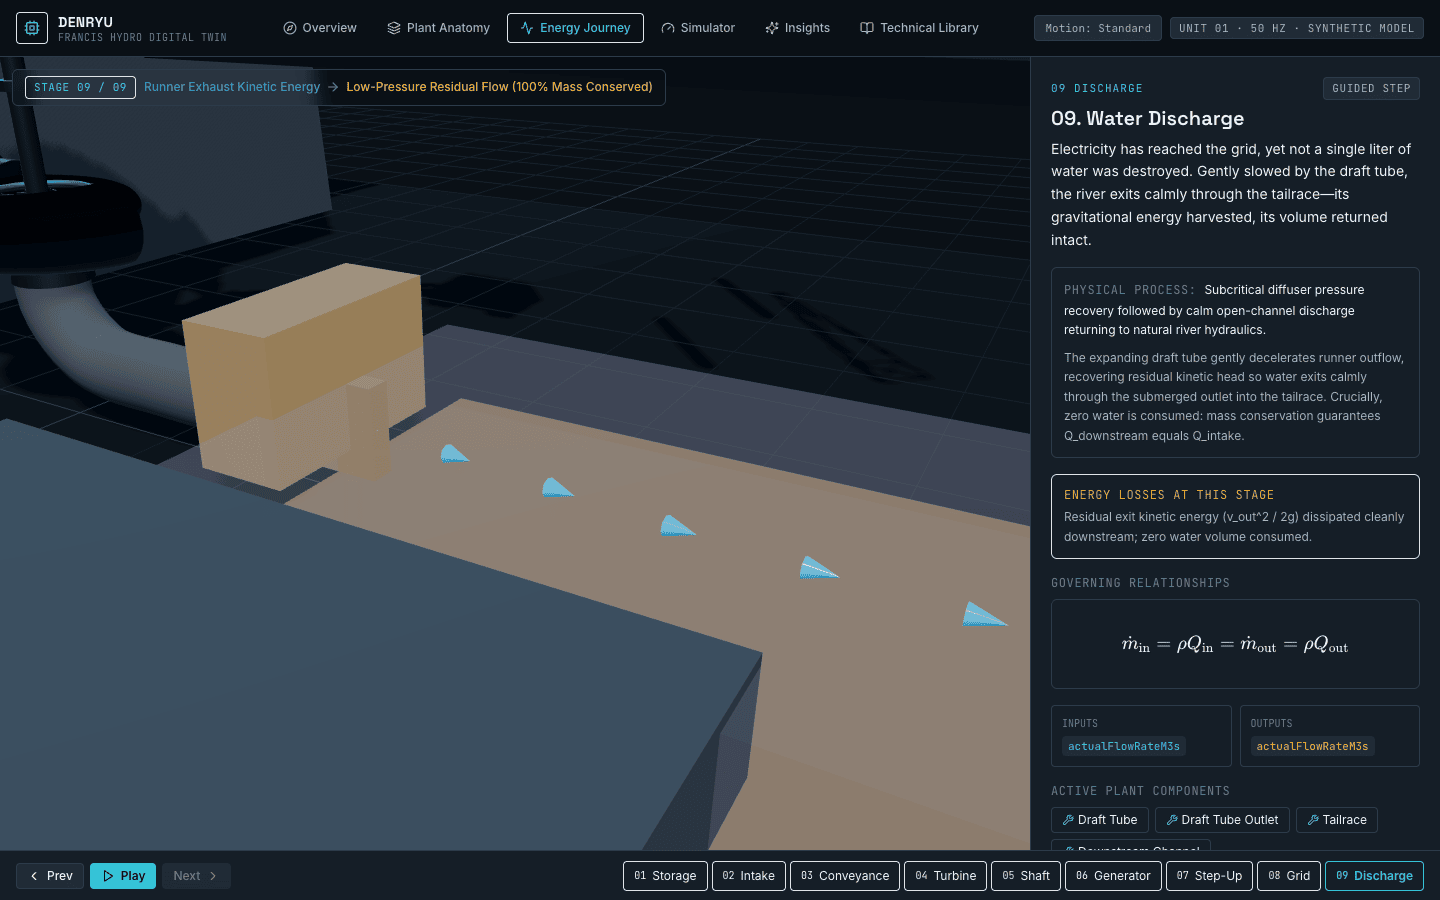 DENRYU
FRANCIS HYDRO DIGITAL TWIN
Overview
Plant Anatomy
Energy Journey
Simulator
Insights
Technical Library
Motion: Standard
UNIT 01 · 50 HZ · SYNTHETIC MODEL
STAGE 09 / 09
Runner Exhaust Kinetic Energy → Low-Pressure Residual Flow (100% Mass Conserved)
09 DISCHARGE
GUIDED STEP
09. Water Discharge
Electricity has reached the grid, yet not a single liter of
water was destroyed. Gently slowed by the draft tube,
the river exits calmly through the tailrace—its
gravitational energy harvested, its volume returned
intact.
PHYSICAL PROCESS: Subcritical diffuser pressure
recovery followed by calm open-channel discharge
returning to natural river hydraulics.
The expanding draft tube gently decelerates runner outflow,
recovering residual kinetic head so water exits calmly
through the submerged outlet into the tailrace. Crucially,
zero water is consumed: mass conservation guarantees
Q_downstream equals Q_intake.
ENERGY LOSSES AT THIS STAGE
Residual exit kinetic energy (v_out^2 / 2g) dissipated cleanly
downstream; zero water volume consumed.
GOVERNING RELATIONSHIPS
ṁin = ρQin = ṁout = ρQout
INPUTS
actualFlowRateM3s
OUTPUTS
actualFlowRateM3s
ACTIVE PLANT COMPONENTS
Draft Tube
Draft Tube Outlet
Tailrace
Downstream Channel
Prev
Play
Next
01 Storage
02 Intake
03 Conveyance
04 Turbine
05 Shaft
06 Generator
07 Step-Up
08 Grid
09 Discharge